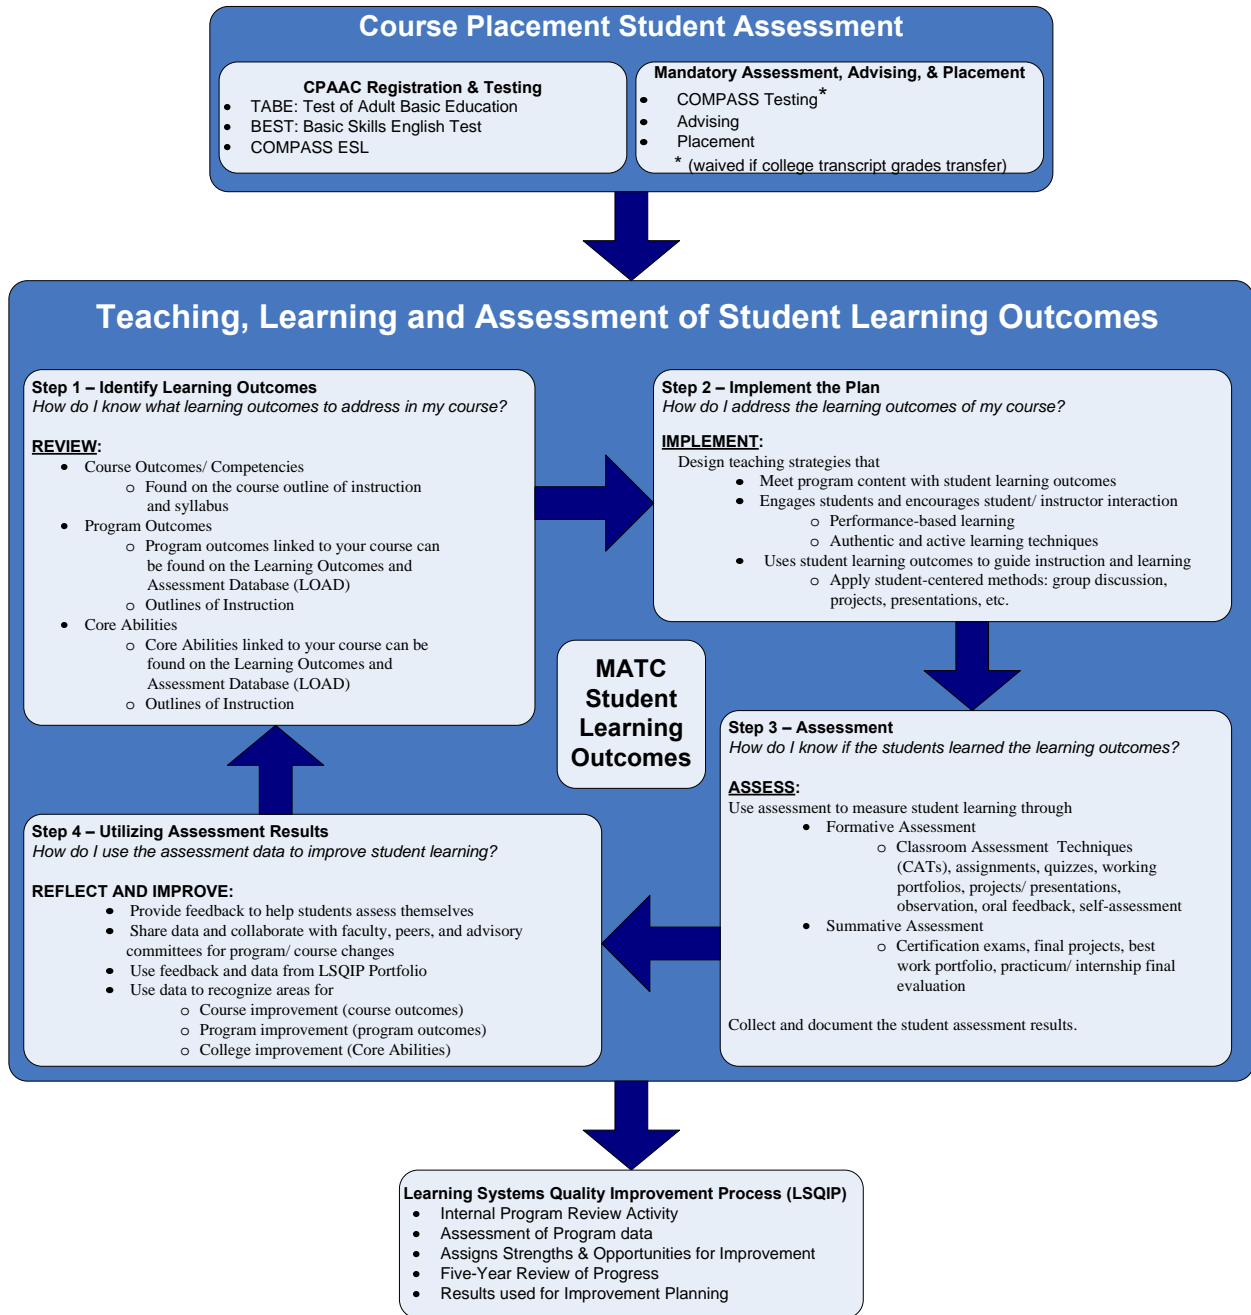 Course Placement Student Assessment
CPAAC Registration & Testing
• TABE: Test of Adult Basic Education
• BEST: Basic Skills English Test
• COMPASS ESL
Mandatory Assessment, Advising, & Placement
• COMPASS Testing*
• Advising
• Placement
* (waived if college transcript grades transfer)
Teaching, Learning and Assessment of Student Learning Outcomes
Step 1 – Identify Learning Outcomes
How do I know what learning outcomes to address in my course?
REVIEW:
• Course Outcomes/ Competencies
o Found on the course outline of instruction
and syllabus
• Program Outcomes
o Program outcomes linked to your course can
be found on the Learning Outcomes and
Assessment Database (LOAD)
o Outlines of Instruction
• Core Abilities
o Core Abilities linked to your course can be
found on the Learning Outcomes and
Assessment Database (LOAD)
o Outlines of Instruction
Step 2 – Implement the Plan
How do I address the learning outcomes of my course?
IMPLEMENT:
Design teaching strategies that
• Meet program content with student learning outcomes
• Engages students and encourages student/ instructor interaction
o Performance-based learning
o Authentic and active learning techniques
• Uses student learning outcomes to guide instruction and learning
o Apply student-centered methods: group discussion,
projects, presentations, etc.
MATC
Student
Learning
Outcomes
Step 3 – Assessment
How do I know if the students learned the learning outcomes?
ASSESS:
Use assessment to measure student learning through
• Formative Assessment
o Classroom Assessment Techniques
(CATs), assignments, quizzes, working
portfolios, projects/ presentations,
observation, oral feedback, self-assessment
• Summative Assessment
o Certification exams, final projects, best
work portfolio, practicum/ internship final
evaluation
Collect and document the student assessment results.
Step 4 – Utilizing Assessment Results
How do I use the assessment data to improve student learning?
REFLECT AND IMPROVE:
• Provide feedback to help students assess themselves
• Share data and collaborate with faculty, peers, and advisory
committees for program/ course changes
• Use feedback and data from LSQIP Portfolio
• Use data to recognize areas for
o Course improvement (course outcomes)
o Program improvement (program outcomes)
o College improvement (Core Abilities)
Learning Systems Quality Improvement Process (LSQIP)
• Internal Program Review Activity
• Assessment of Program data
• Assigns Strengths & Opportunities for Improvement
• Five-Year Review of Progress
• Results used for Improvement Planning